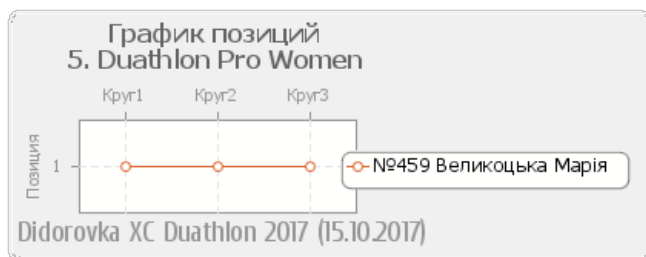 График позиций
5. Duathlon Pro Women
Круг1 Круг2 Круг3
Позиция
1
№459 Великоцька Марія
Didorovka XC Duathlon 2017 (15.10.2017)